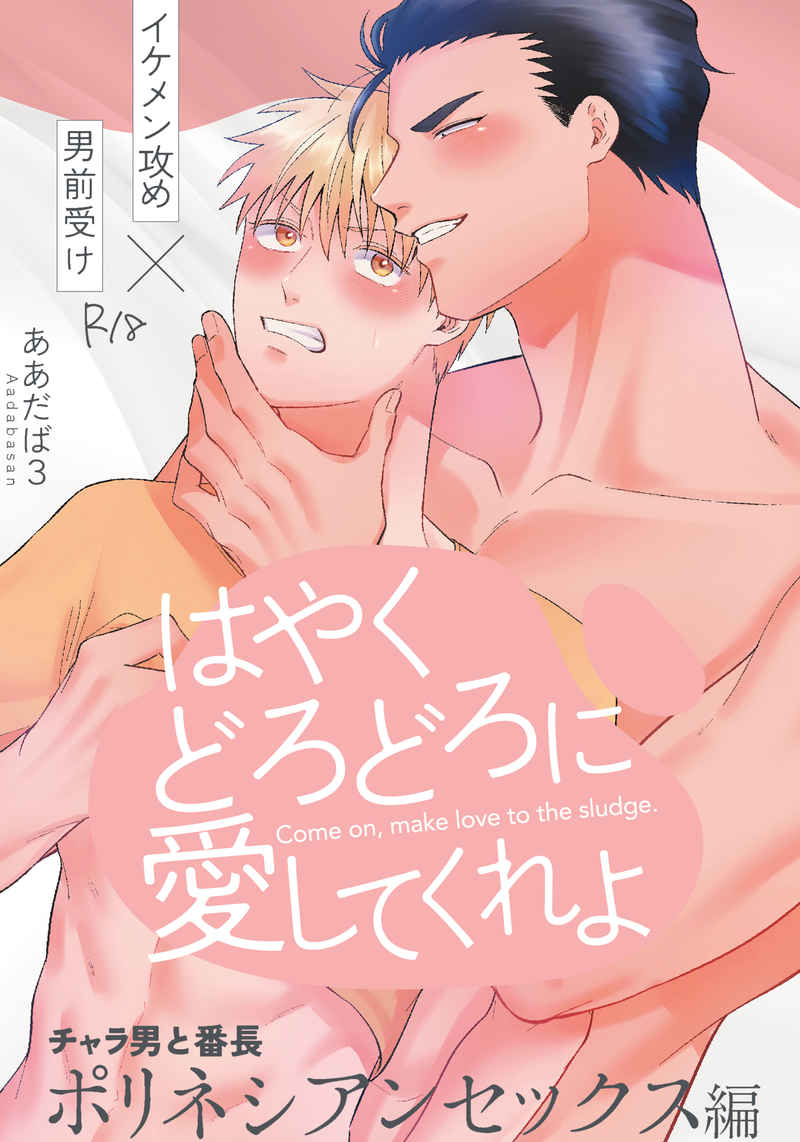 イケメン攻め
×
男前受け
R18
ああだば3
Aadabasan
はやく
どろどろに
Come on, make love to the sludge.
愛してくれよ
チャラ男と番長
ポリネシアンセックス編